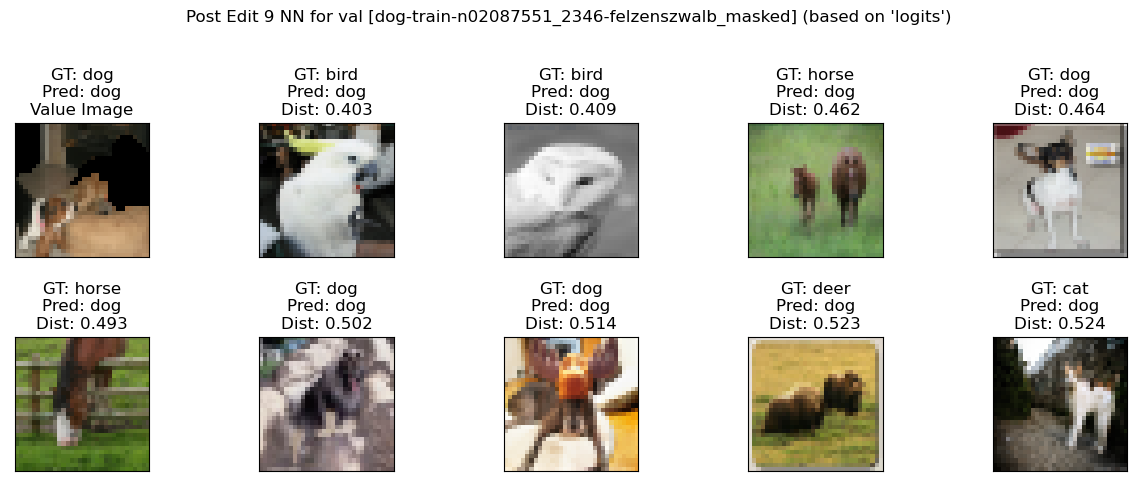 Post Edit 9 NN for val [dog-train-n02087551_2346-felzenszwalb_masked] (based on 'logits')
GT: dog
Pred: dog
Value Image
GT: bird
Pred: dog
Dist: 0.403
GT: bird
Pred: dog
Dist: 0.409
GT: horse
Pred: dog
Dist: 0.462
GT: dog
Pred: dog
Dist: 0.464
GT: horse
Pred: dog
Dist: 0.493
GT: dog
Pred: dog
Dist: 0.502
GT: dog
Pred: dog
Dist: 0.514
GT: deer
Pred: dog
Dist: 0.523
GT: cat
Pred: dog
Dist: 0.524